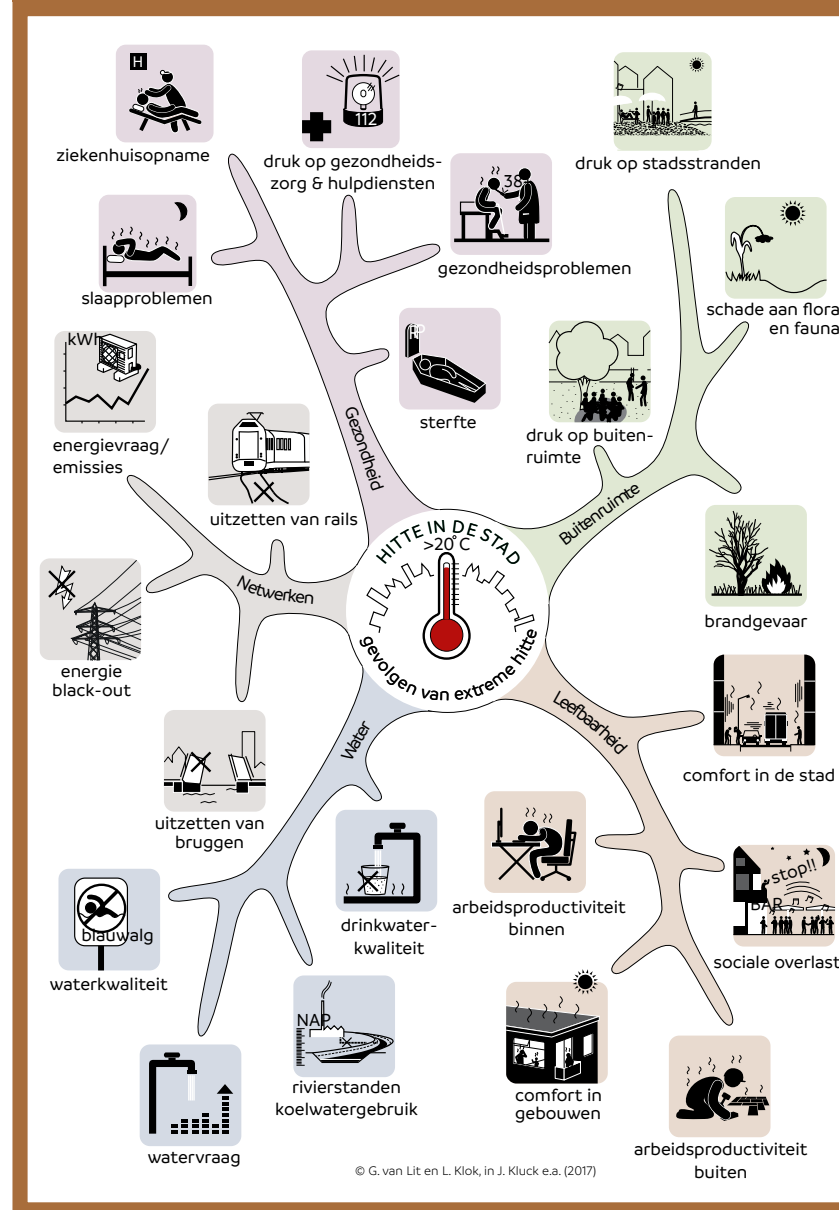 H
ziekenhuisopname
112
druk op gezondheids-
zorg & hulpdiensten
38
gezondheidsproblemen
druk op stadsstranden
slaapproblemen
schade aan flora
en fauna
RIP
sterfte
druk op buiten-
ruimte
kWh
energievraag/
emissies
uitzetten van rails
Gezondheid
Buitenruimte
Netwerken
HITTE IN DE STAD
>20°C
gevolgen van extreme hitte
brandgevaar
energie
black-out
Water
Leefbaarheid
comfort in de stad
uitzetten van
bruggen
drinkwater-
kwaliteit
arbeidsproductiviteit
binnen
stop!!
BAR
sociale overlast
blauwalg
waterkwaliteit
NAP
rivierstanden
koelwatergebruik
comfort in
gebouwen
watervraag
arbeidsproductiviteit
buiten
© G. van Lit en L. Klok, in J. Kluck e.a. (2017)